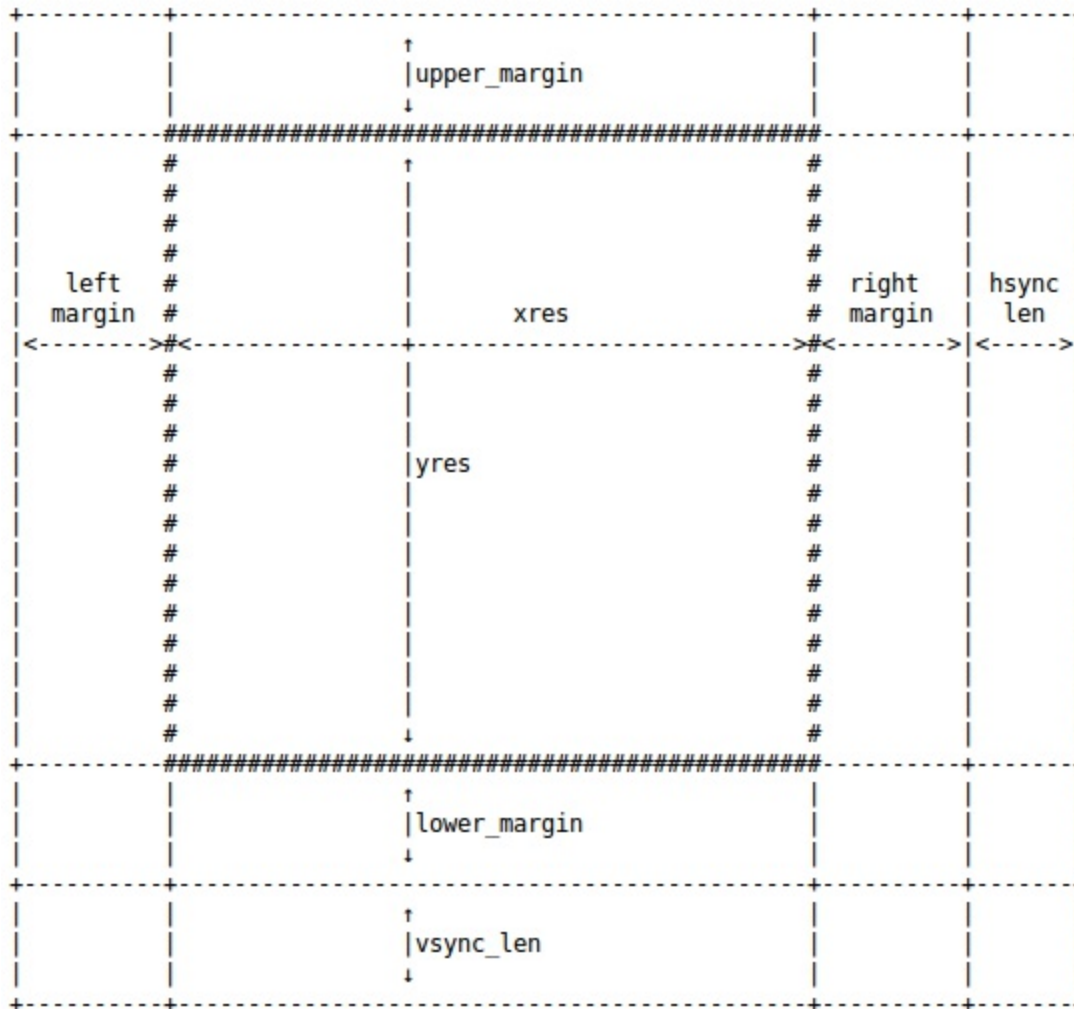 upper_margin
left right hsync
margin xres margin len
yres
lower_margin
vsync_len